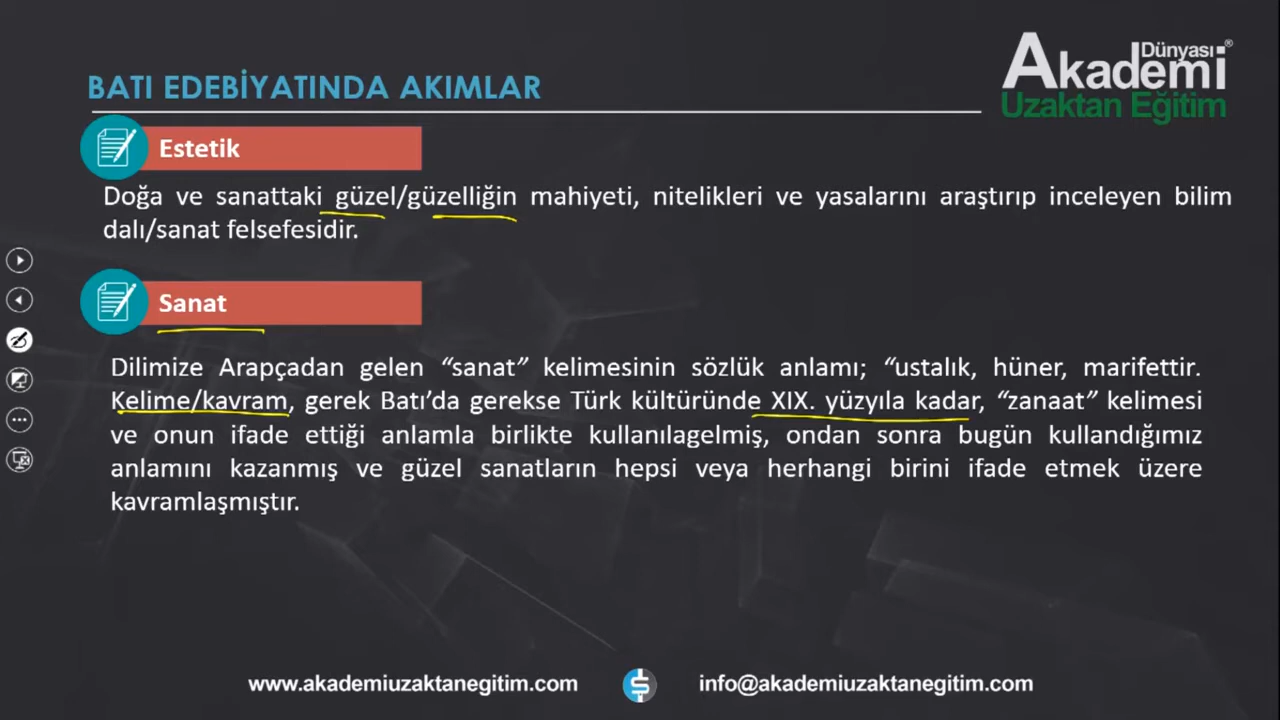 BATI EDEBİYATINDA AKIMLAR
Akademi
Dünyası®
Uzaktan Eğitim
Estetik
Doğa ve sanattaki güzel/güzelliğin mahiyeti, nitelikleri ve yasalarını araştırıp inceleyen bilim
dalı/sanat felsefesidir.
Sanat
Dilimize Arapçadan gelen “sanat” kelimesinin sözlük anlamı; “ustalık, hüner, marifettir.
Kelime/kavram, gerek Batı’da gerekse Türk kültüründe XIX. yüzyıla kadar, “zanaat” kelimesi
ve onun ifade ettiği anlamla birlikte kullanılagelmiş, ondan sonra bugün kullandığımız
anlamını kazanmış ve güzel sanatların hepsi veya herhangi birini ifade etmek üzere
kavramlaşmıştır.
www.akademiuzaktanegitim.com
info@akademiuzaktanegitim.com